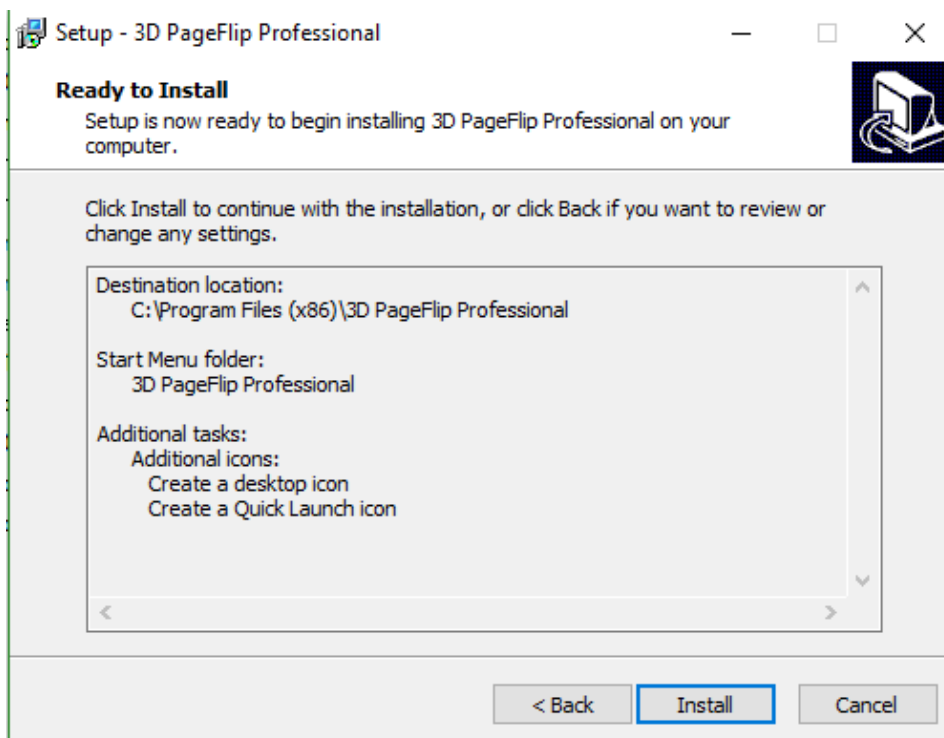 Setup - 3D PageFlip Professional
Ready to Install
Setup is now ready to begin installing 3D PageFlip Professional on your
computer.
Click Install to continue with the installation, or click Back if you want to review or
change any settings.
Destination location:
C:\Program Files (x86)\3D PageFlip Professional
Start Menu folder:
3D PageFlip Professional
Additional tasks:
Additional icons:
Create a desktop icon
Create a Quick Launch icon
< Back
Install
Cancel